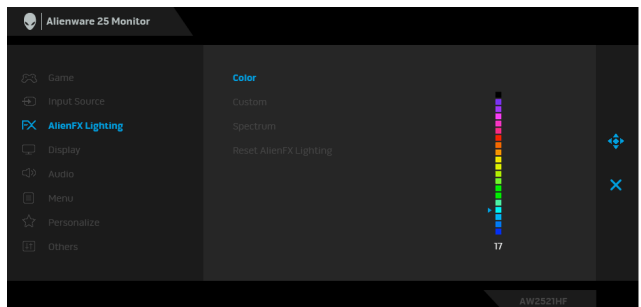 Alienware 25 Monitor
Game
Input Source
AlienFX Lighting
Display
Audio
Menu
Personalize
Others
Color
Custom
Spectrum
Reset AlienFX Lighting
17
AW2521HF